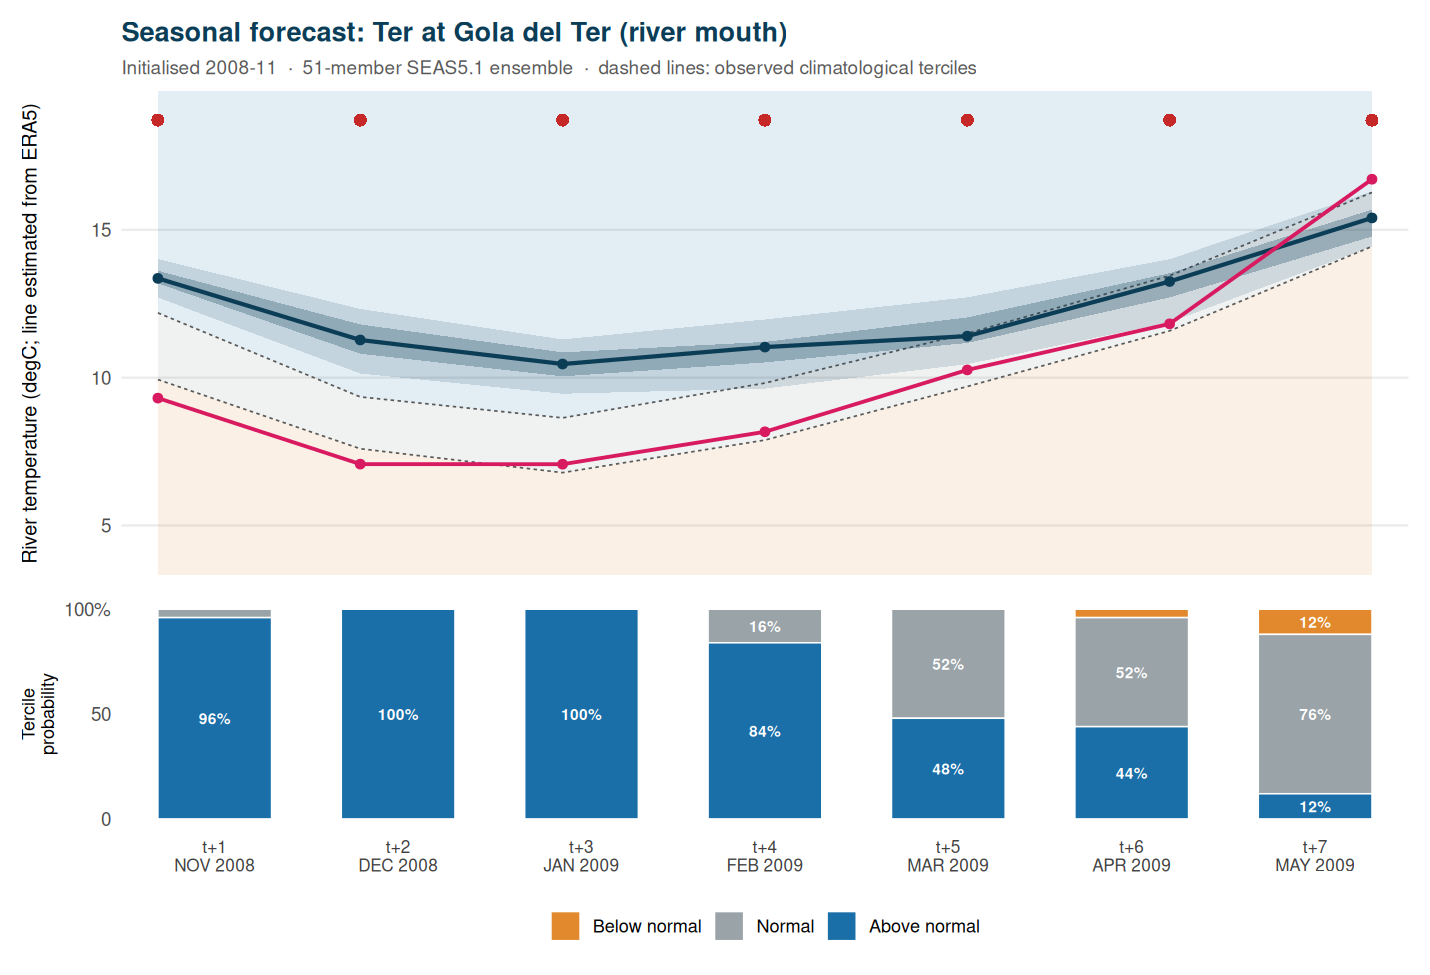 Seasonal forecast: Ter at Gola del Ter (river mouth)
Initialised 2008-11 · 51-member SEAS5.1 ensemble · dashed lines: observed climatological terciles
River temperature (degC; line estimated from ERA5)
15
10
5
Tercile
probability
100%
50
0
96%
100%
100%
16%
84%
52%
48%
52%
44%
12%
76%
12%
t+1
NOV 2008
t+2
DEC 2008
t+3
JAN 2009
t+4
FEB 2009
t+5
MAR 2009
t+6
APR 2009
t+7
MAY 2009
Below normal
Normal
Above normal